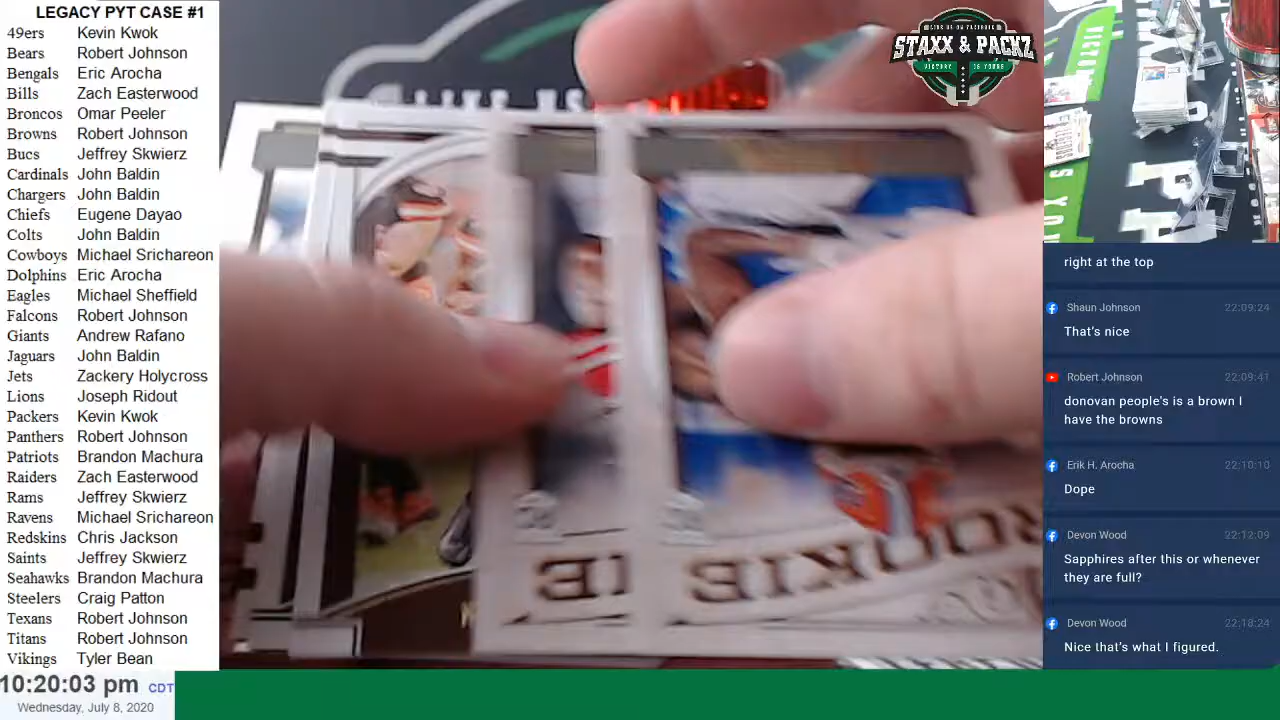 LEGACY PYT CASE #1
49ers Kevin Kwok
Bears Robert Johnson
Bengals Eric Arocha
Bills Zach Easterwood
Broncos Omar Peeler
Browns Robert Johnson
Bucs Jeffrey Skwierz
Cardinals John Baldin
Chargers John Baldin
Chiefs Eugene Dayao
Colts John Baldin
Cowboys Michael Srichareon
Dolphins Eric Arocha
Eagles Michael Sheffield
Falcons Robert Johnson
Giants Andrew Rafano
Jaguars John Baldin
Jets Zackery Holycross
Lions Joseph Ridout
Packers Kevin Kwok
Panthers Robert Johnson
Patriots Brandon Machura
Raiders Zach Easterwood
Rams Jeffrey Skwierz
Ravens Michael Srichareon
Redskins Chris Jackson
Saints Jeffrey Skwierz
Seahawks Brandon Machura
Steelers Craig Patton
Texans Robert Johnson
Titans Robert Johnson
Vikings Tyler Bean
10:20:03 pm CDT
Wednesday, July 8, 2020
STAXX & PACKZ
VICTORY IS YOURS
ROOKIE
right at the top
Shaun Johnson 22:09:24
That's nice
Robert Johnson 22:09:41
donovan people's is a brown I
have the browns
Erik H. Arocha 22:10:10
Dope
Devon Wood 22:12:09
Sapphires after this or whenever
they are full?
Devon Wood 22:18:24
Nice that's what I figured.